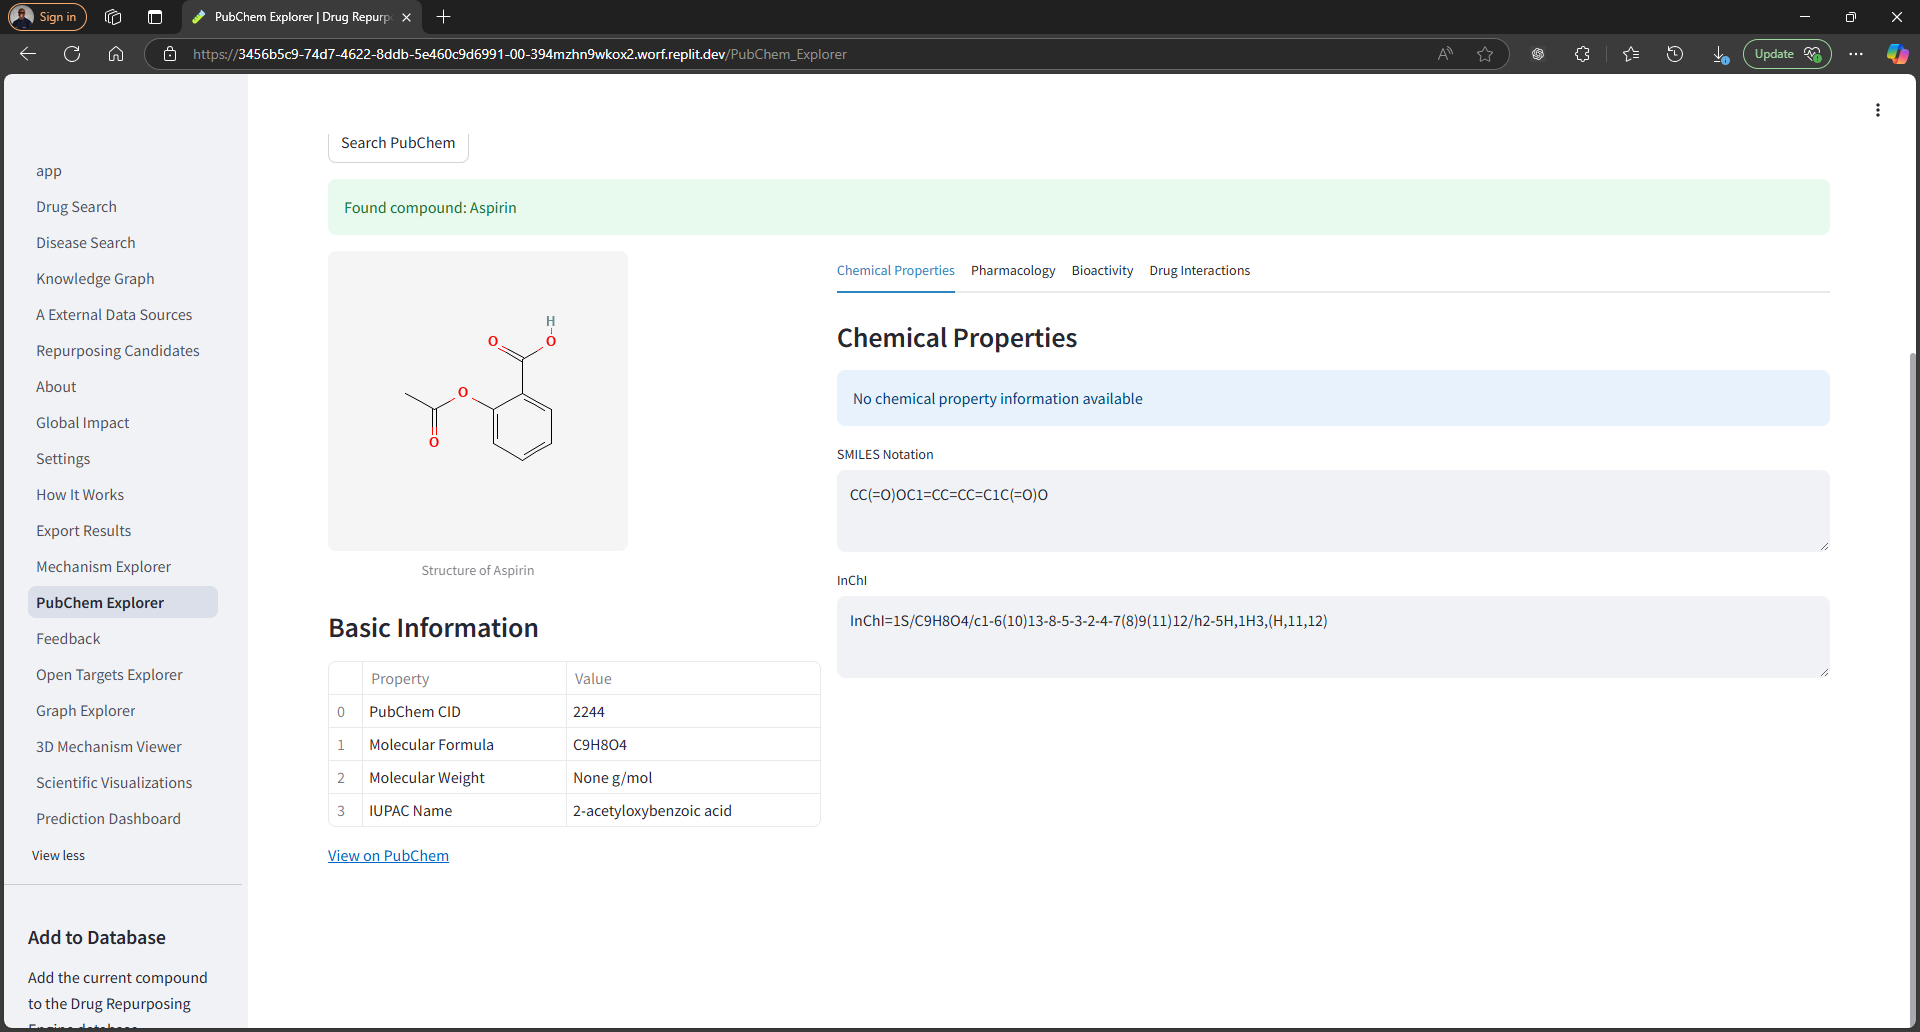 Sign in
PubChem Explorer | Drug Repurp
https://3456b5c9-74d7-4622-8ddb-5e460c9d6991-00-394mzhn9wkox2.worf.replit.dev/PubChem_Explorer
Update
app
Drug Search
Disease Search
Knowledge Graph
A External Data Sources
Repurposing Candidates
About
Global Impact
Settings
How It Works
Export Results
Mechanism Explorer
PubChem Explorer
Feedback
Open Targets Explorer
Graph Explorer
3D Mechanism Viewer
Scientific Visualizations
Prediction Dashboard
View less
Add to Database
Add the current compound
to the Drug Repurposing
Engine database
Search PubChem
Found compound: Aspirin
H
O
O
O
O
Structure of Aspirin
Basic Information
Property Value
0 PubChem CID 2244
1 Molecular Formula C9H8O4
2 Molecular Weight None g/mol
3 IUPAC Name 2-acetyloxybenzoic acid
View on PubChem
Chemical Properties Pharmacology Bioactivity Drug Interactions
Chemical Properties
No chemical property information available
SMILES Notation
CC(=O)OC1=CC=CC=C1C(=O)O
InChI
InChI=1S/C9H8O4/c1-6(10)13-8-5-3-2-4-7(8)9(11)12/h2-5H,1H3,(H,11,12)